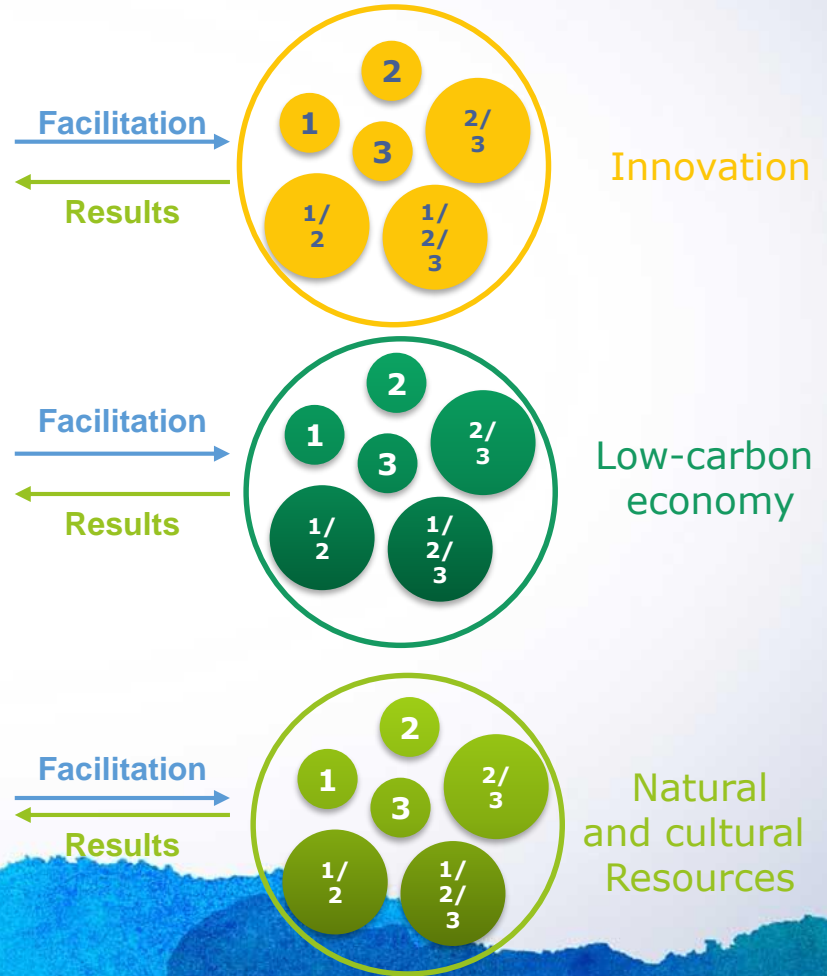 2
Facilitation
1
2/
3
3
Innovation
Results
1/
2
1/
2/
3
2
Facilitation
1
2/
3
3
Low-carbon
economy
Results
1/
2
1/
2/
3
2
Facilitation
1
2/
3
3
Natural
and cultural
Resources
Results
1/
2
1/
2/
3